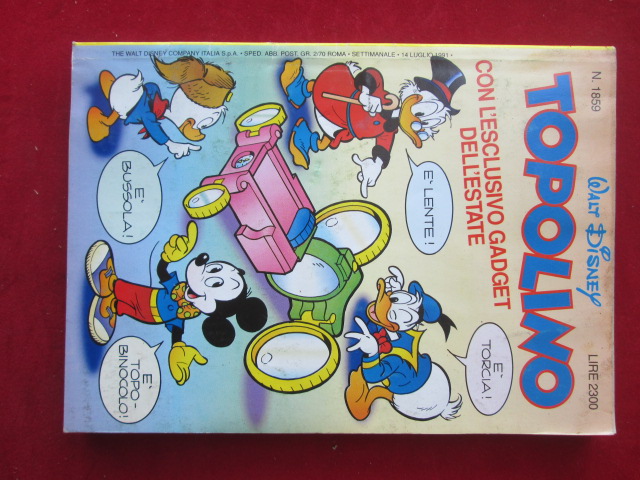 THE WALT DISNEY COMPANY ITALIA S.p.A. • SPED. ABB. POST. GR. 2/70 ROMA • SETTIMANALE • 14 LUGLIO 1991 •
N. 1859
WALT DISNEY
LIRE 2300
TOPOLINO
CON L'ESCLUSIVO GADGET
DELL'ESTATE
E' LENTE!
E'
TORCIA!
E'
BUSSOLA!
E'
TOPO-
BINOCOLO!